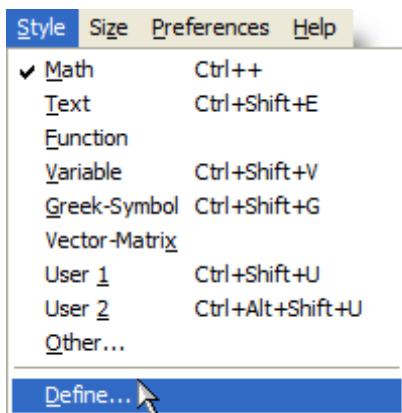 Style Size Preferences Help
✓ Math Ctrl++
Text Ctrl+Shift+E
Function
Variable Ctrl+Shift+V
Greek-Symbol Ctrl+Shift+G
Vector-Matrix
User 1 Ctrl+Shift+U
User 2 Ctrl+Alt+Shift+U
Other...
Define...